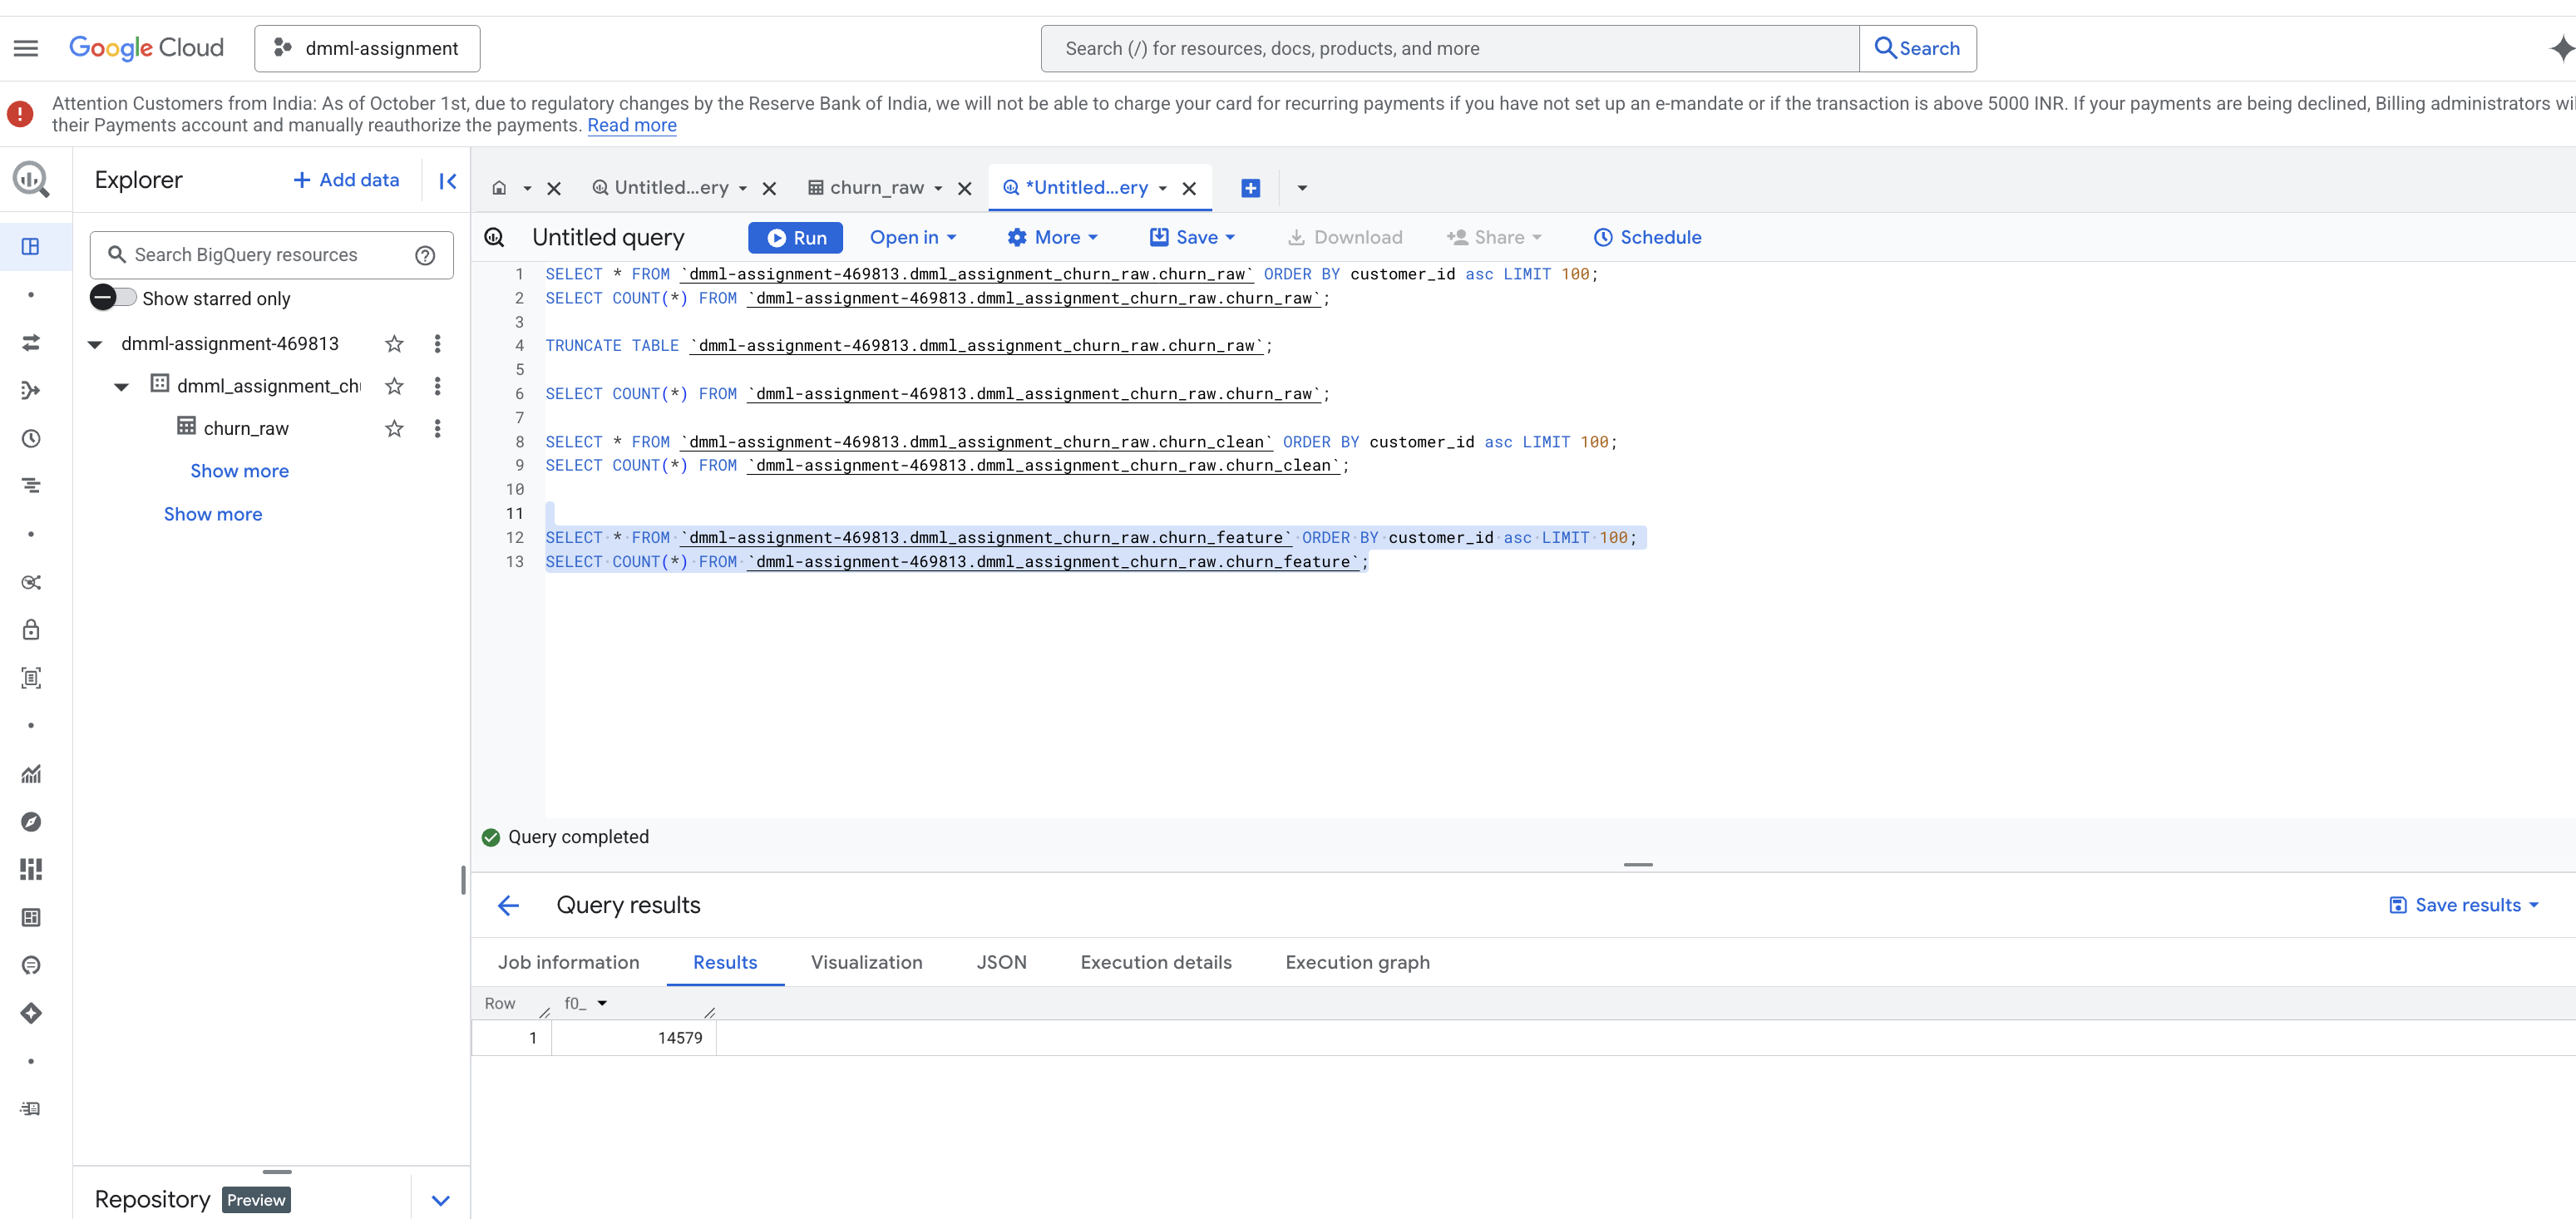 Google Cloud
dmml-assignment
Search (/) for resources, docs, products, and more
Search
Attention Customers from India: As of October 1st, due to regulatory changes by the Reserve Bank of India, we will not be able to charge your card for recurring payments if you have not set up an e-mandate or if the transaction is above 5000 INR. If your payments are being declined, Billing administrators wi
their Payments account and manually reauthorize the payments. Read more
Explorer
+ Add data
Untitled...ery
churn_raw
*Untitled...ery
Untitled query
Run
Open in
More
Save
Download
Share
Schedule
Search BigQuery resources
Show starred only
dmml-assignment-469813
dmml_assignment_ch
churn_raw
Show more
Show more
1 SELECT * FROM `dmml-assignment-469813.dmml_assignment_churn_raw.churn_raw` ORDER BY customer_id asc LIMIT 100;
2 SELECT COUNT(*) FROM `dmml-assignment-469813.dmml_assignment_churn_raw.churn_raw`;
3
4 TRUNCATE TABLE `dmml-assignment-469813.dmml_assignment_churn_raw.churn_raw`;
5
6 SELECT COUNT(*) FROM `dmml-assignment-469813.dmml_assignment_churn_raw.churn_raw`;
7
8 SELECT * FROM `dmml-assignment-469813.dmml_assignment_churn_raw.churn_clean` ORDER BY customer_id asc LIMIT 100;
9 SELECT COUNT(*) FROM `dmml-assignment-469813.dmml_assignment_churn_raw.churn_clean`;
10
11
12 SELECT * FROM `dmml-assignment-469813.dmml_assignment_churn_raw.churn_feature` ORDER BY customer_id asc LIMIT 100;
13 SELECT COUNT(*) FROM `dmml-assignment-469813.dmml_assignment_churn_raw.churn_feature`;
Query completed
Query results
Save results
Job information
Results
Visualization
JSON
Execution details
Execution graph
Row f0_
1 14579
Repository Preview